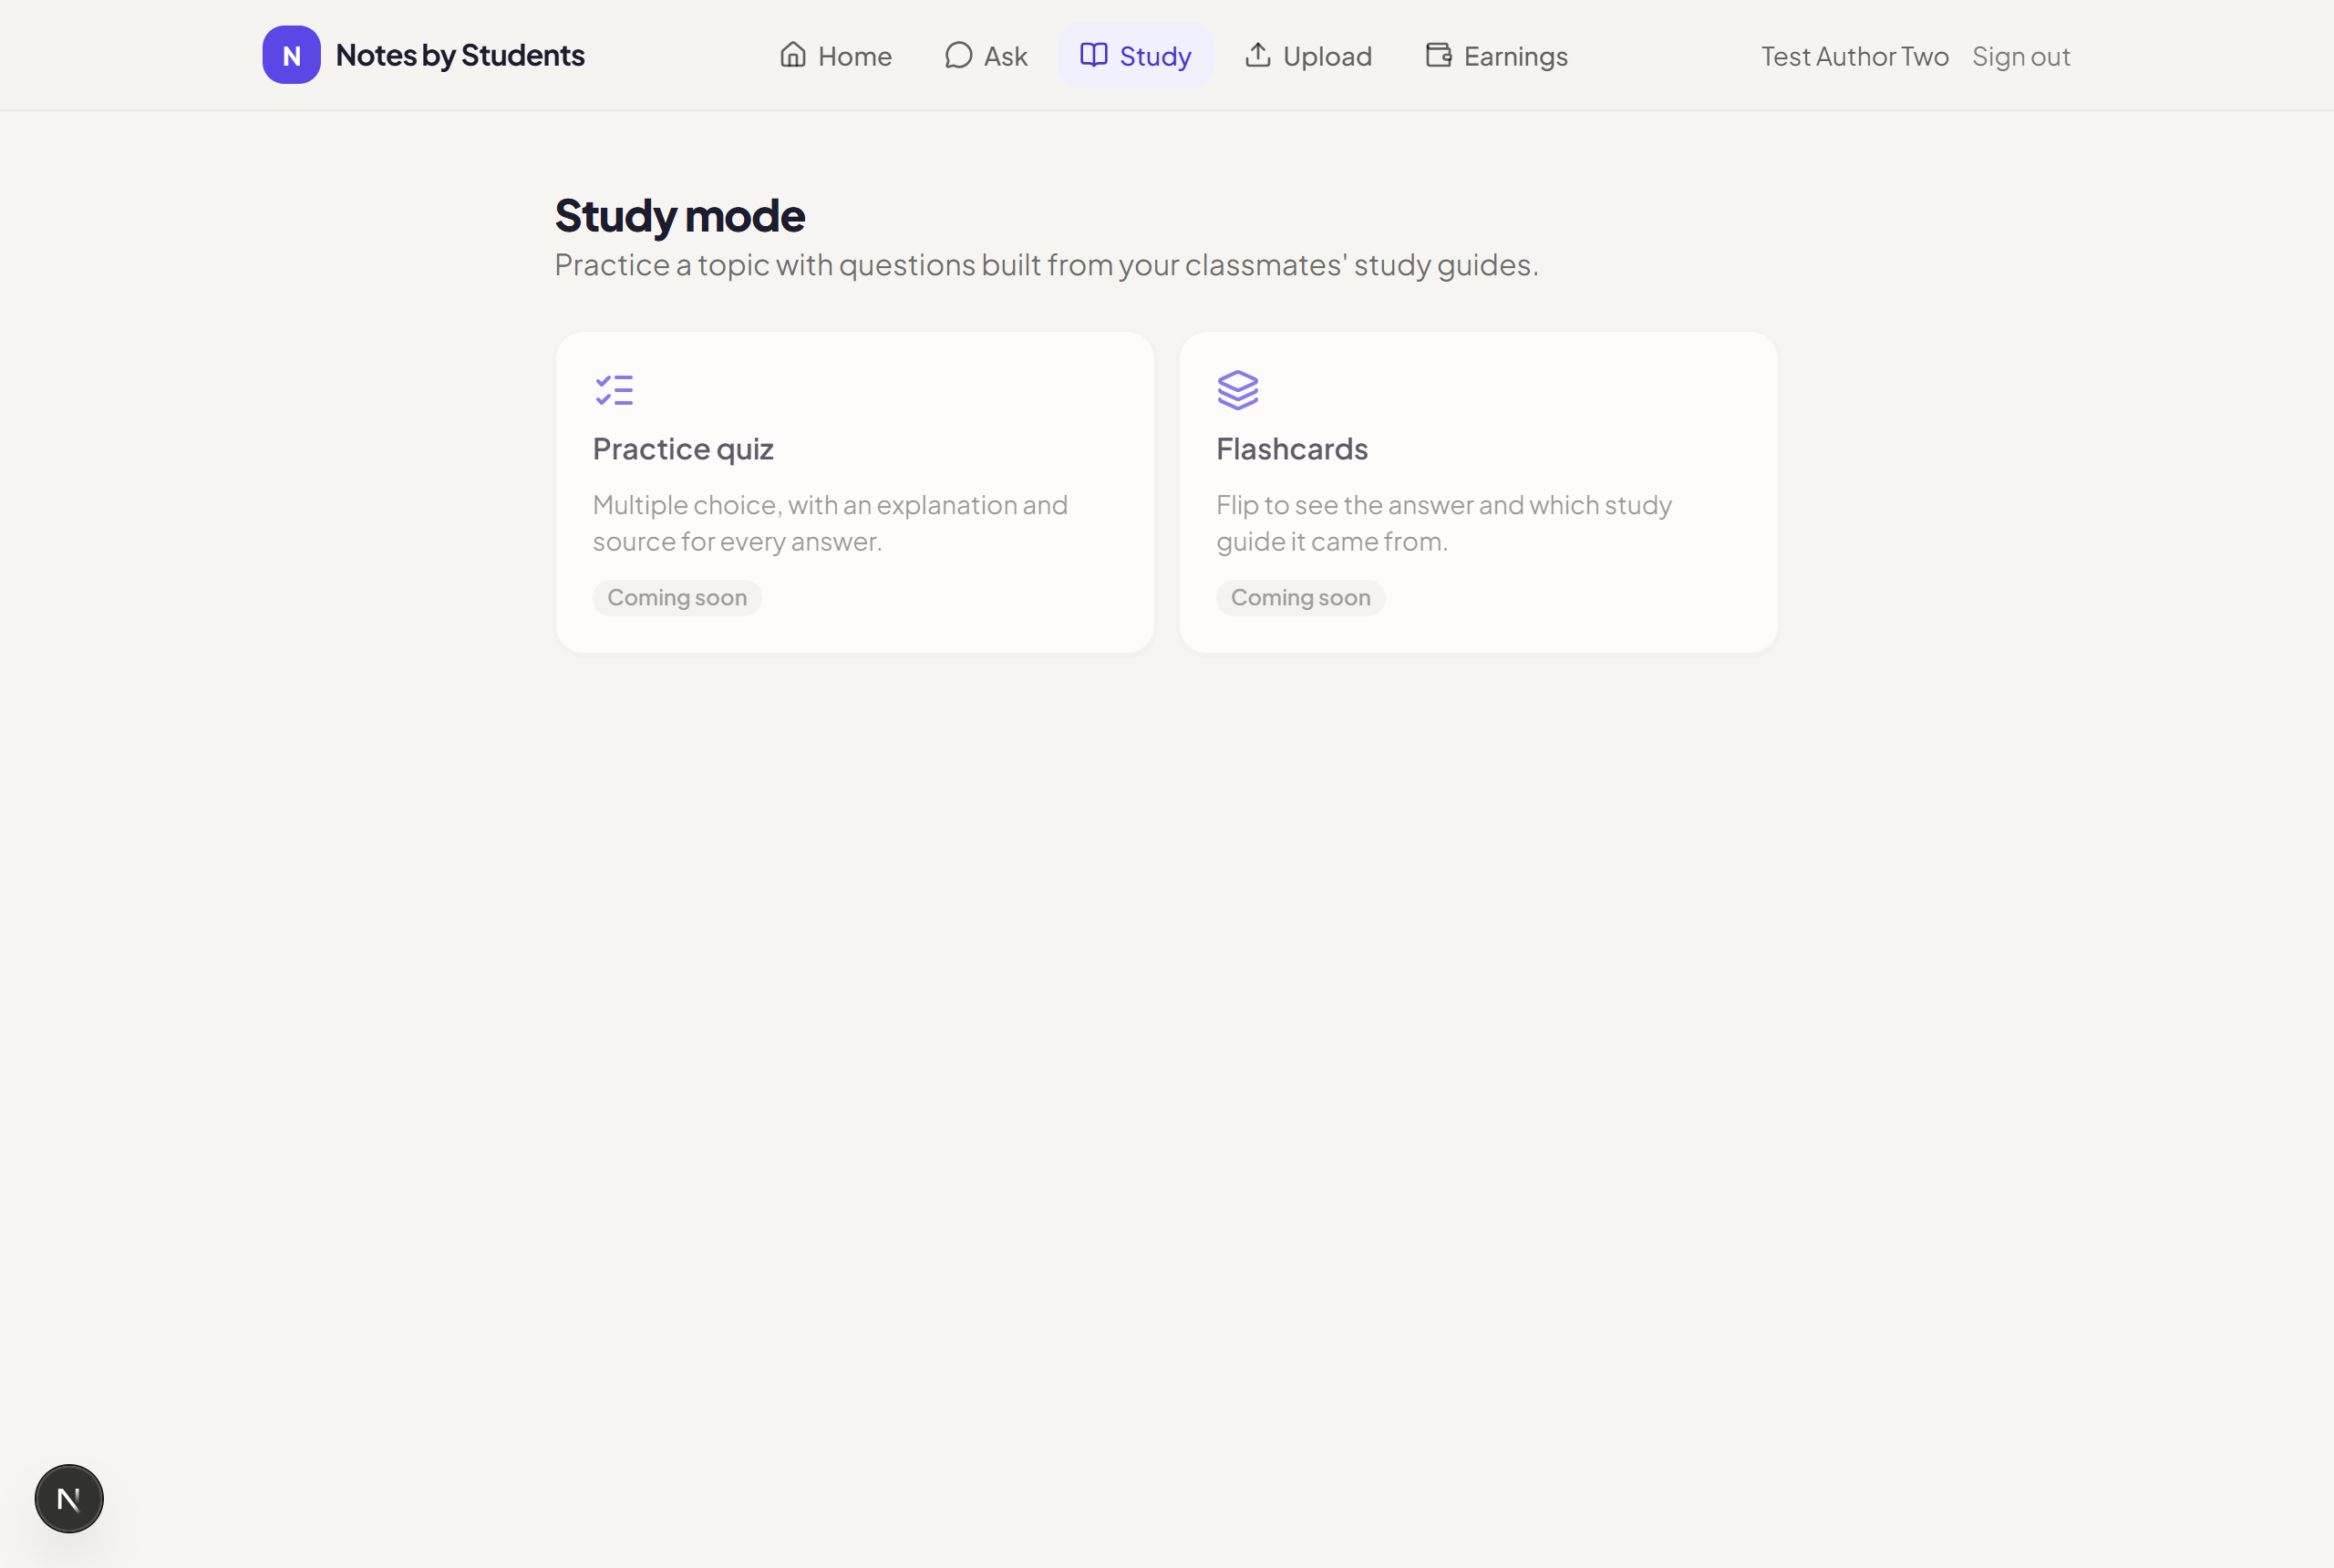 N Notes by Students
Home Ask Study Upload Earnings
Test Author Two Sign out
Study mode
Practice a topic with questions built from your classmates' study guides.
Practice quiz
Multiple choice, with an explanation and
source for every answer.
Coming soon
Flashcards
Flip to see the answer and which study
guide it came from.
Coming soon
N